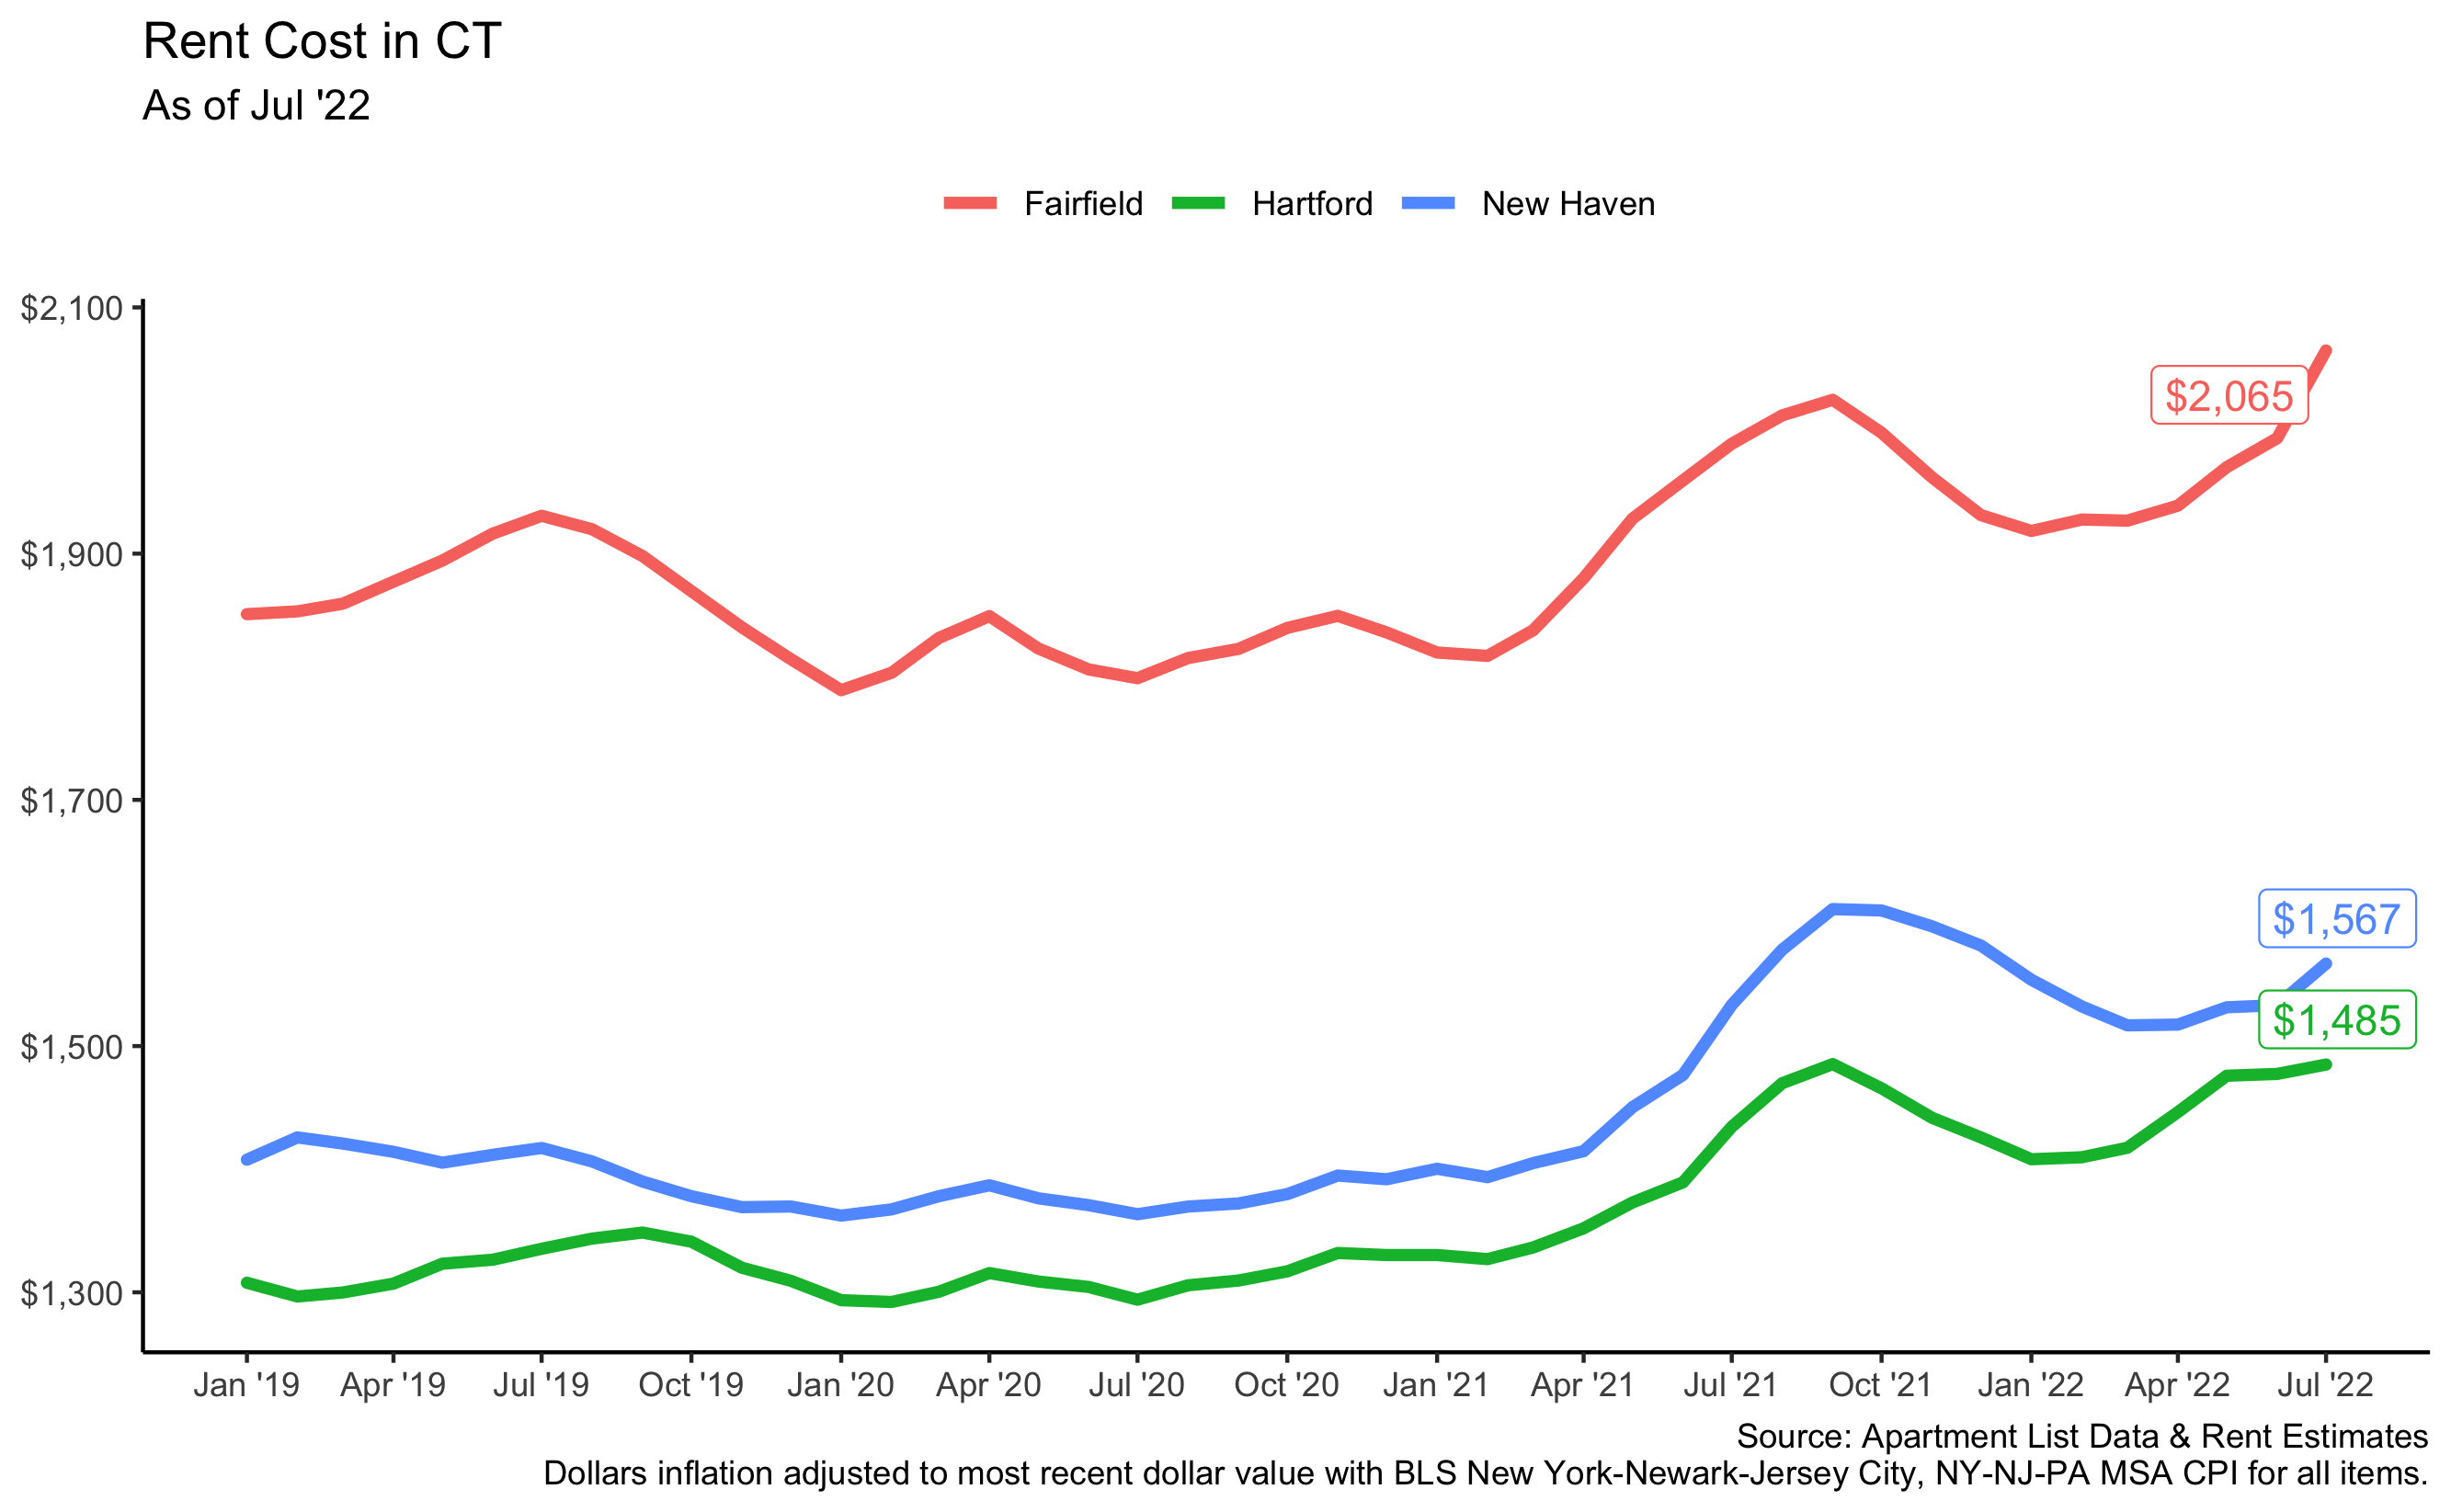 Rent Cost in CT
As of Jul '22
Fairfield Hartford New Haven
$2,100
$2,065
$1,900
$1,700
$1,567
$1,500
$1,485
$1,300
Jan '19 Apr '19 Jul '19 Oct '19 Jan '20 Apr '20 Jul '20 Oct '20 Jan '21 Apr '21 Jul '21 Oct '21 Jan '22 Apr '22 Jul '22
Source: Apartment List Data & Rent Estimates
Dollars inflation adjusted to most recent dollar value with BLS New York-Newark-Jersey City, NY-NJ-PA MSA CPI for all items.